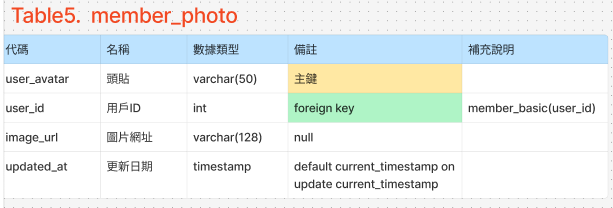 Table5. member_photo
代碼 名稱 數據類型 備註 補充說明
user_avatar 頭貼 varchar(50) 主鍵
user_id 用戶ID int foreign key member_basic(user_id)
image_url 圖片網址 varchar(128) null
updated_at 更新日期 timestamp default current_timestamp on
update current_timestamp